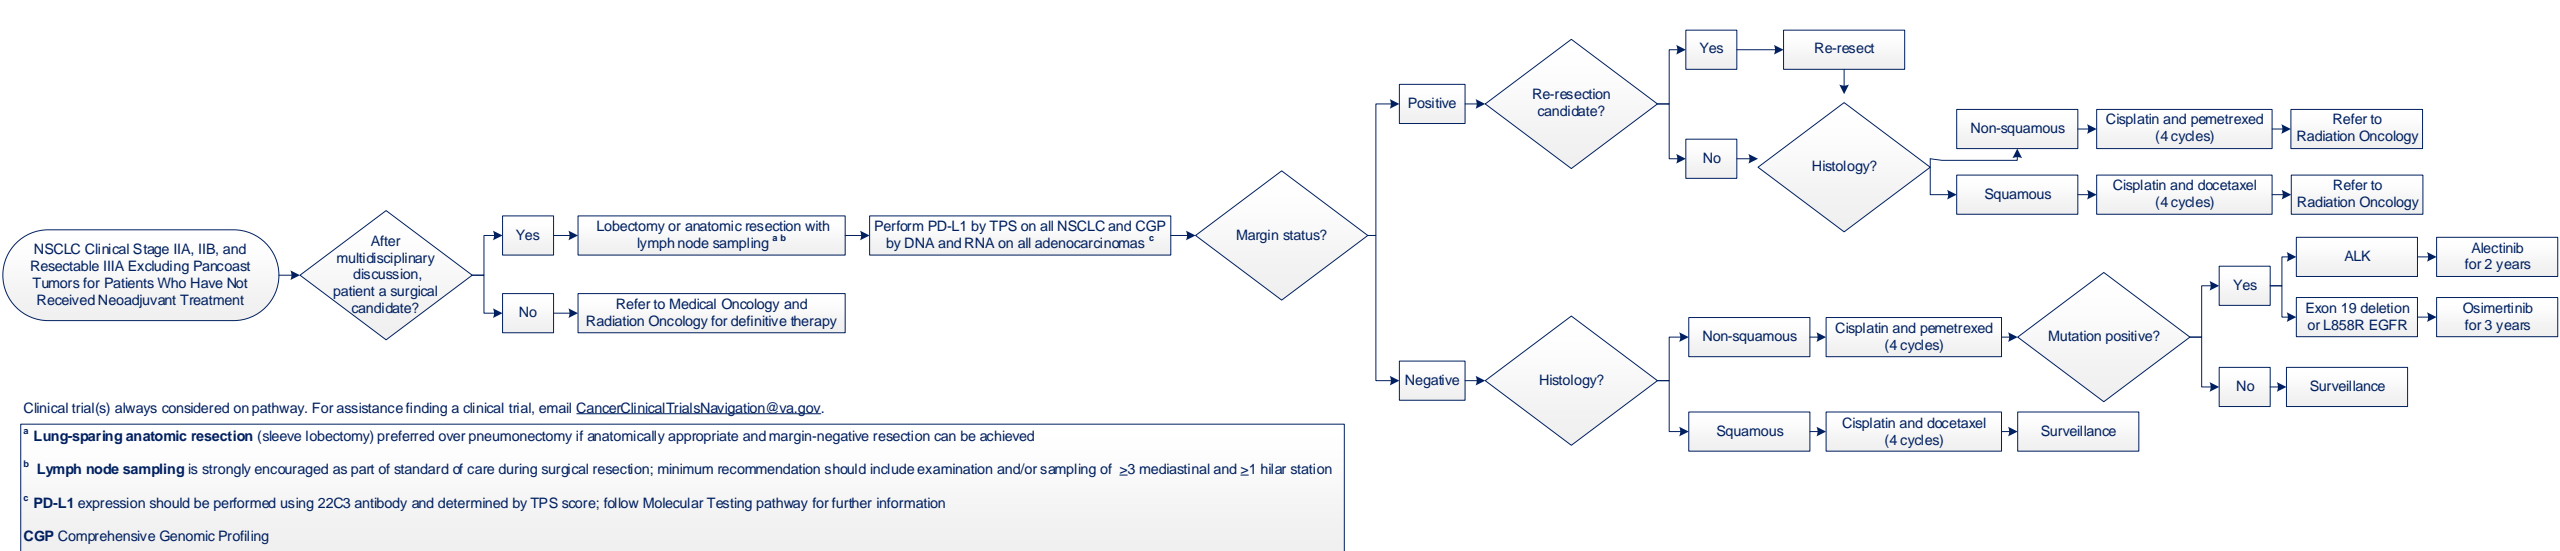 NSCLC Clinical Stage IIA, IIB, and
Resectable IIIA Excluding Pancoast
Tumors for Patients Who Have Not
Received Neoadjuvant Treatment
After
multidisciplinary
discussion,
patient a surgical
candidate?
Yes
Lobectomy or anatomic resection with
lymph node sampling a b
Perform PD-L1 by TPS on all NSCLC and CGP
by DNA and RNA on all adenocarcinomas c
No
Refer to Medical Oncology and
Radiation Oncology for definitive therapy
Margin status?
Positive
Re-resection
candidate?
Yes
Re-resect
No
Histology?
Non-squamous
Cisplatin and pemetrexed
(4 cycles)
Refer to
Radiation Oncology
Squamous
Cisplatin and docetaxel
(4 cycles)
Refer to
Radiation Oncology
Negative
Histology?
Non-squamous
Cisplatin and pemetrexed
(4 cycles)
Mutation positive?
Yes
ALK
Alectinib
for 2 years
Exon 19 deletion
or L858R EGFR
Osimertinib
for 3 years
No
Surveillance
Squamous
Cisplatin and docetaxel
(4 cycles)
Surveillance
Clinical trial(s) always considered on pathway. For assistance finding a clinical trial, email CancerClinicalTrialsNavigation@va.gov.
a Lung-sparing anatomic resection (sleeve lobectomy) preferred over pneumonectomy if anatomically appropriate and margin-negative resection can be achieved
b Lymph node sampling is strongly encouraged as part of standard of care during surgical resection; minimum recommendation should include examination and/or sampling of ≥3 mediastinal and ≥1 hilar station
c PD-L1 expression should be performed using 22C3 antibody and determined by TPS score; follow Molecular Testing pathway for further information
CGP Comprehensive Genomic Profiling